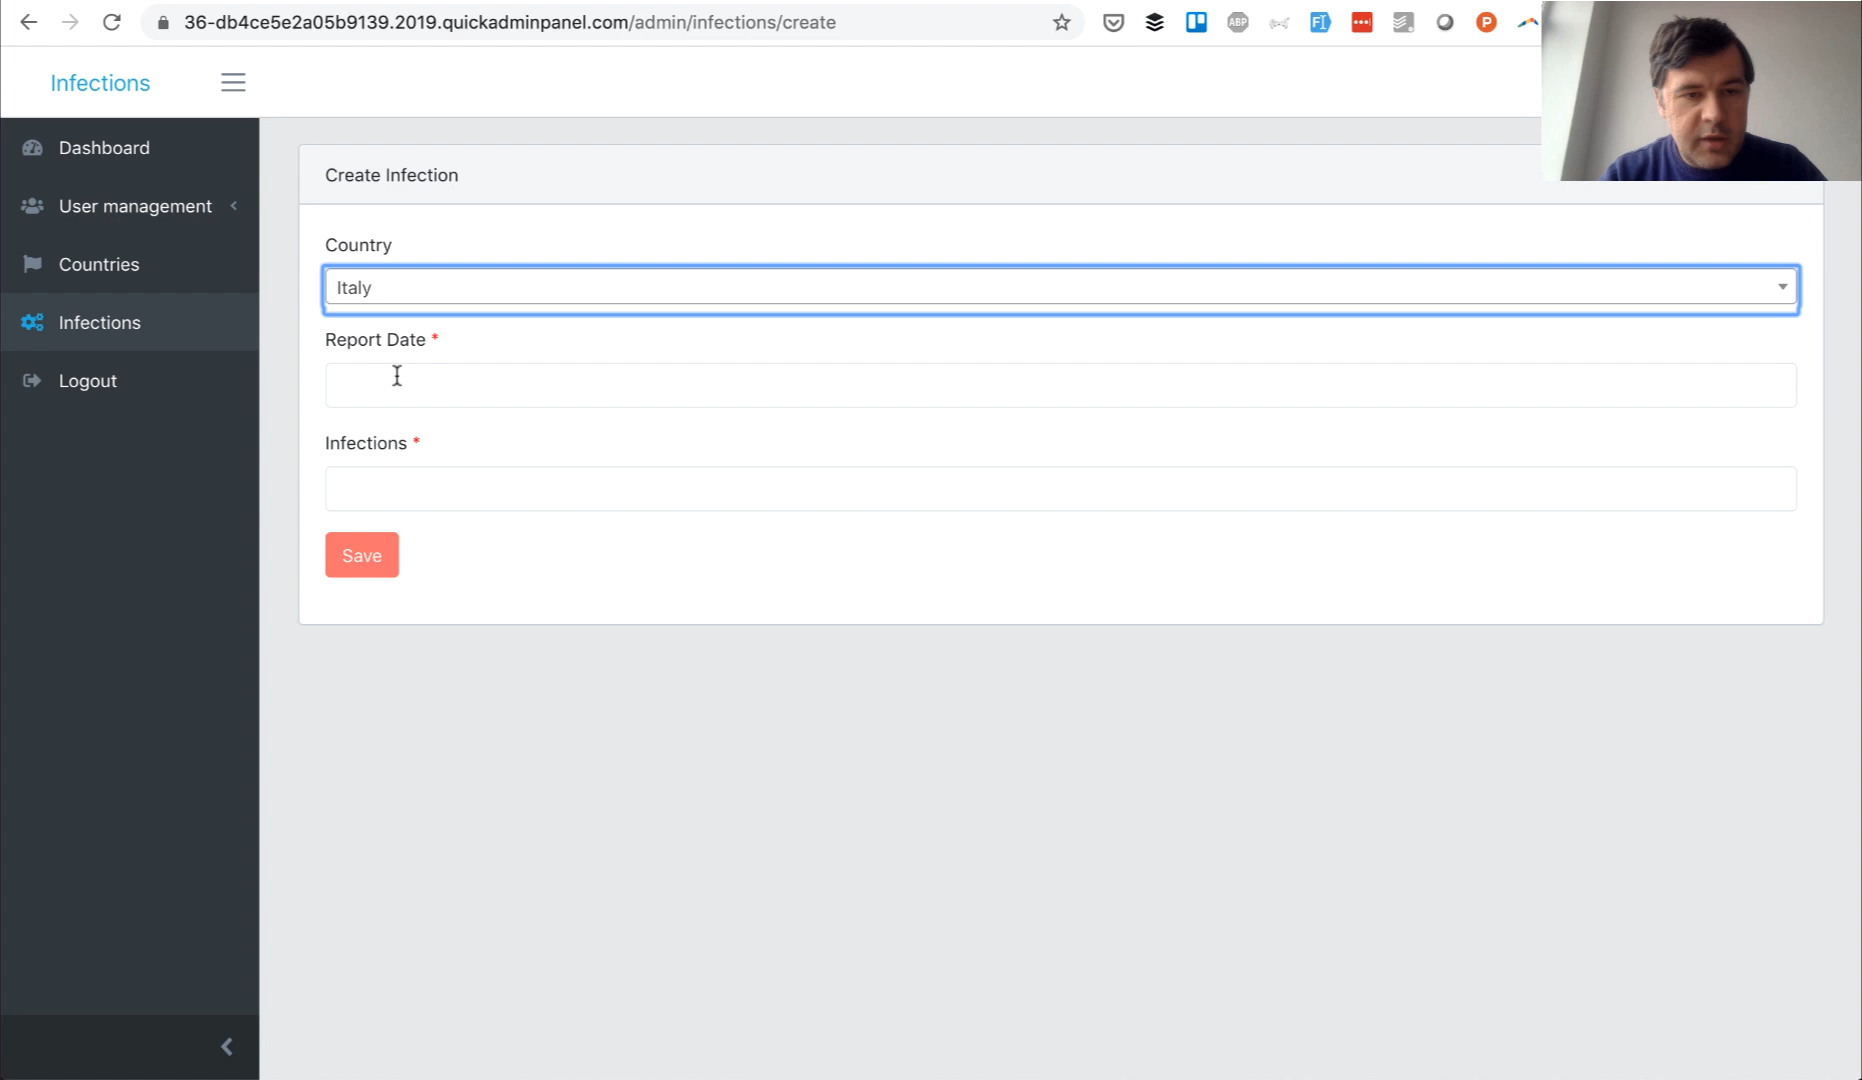 36-db4ce5e2a05b9139.2019.quickadminpanel.com/admin/infections/create
ABP
P
Infections
Dashboard
User management
Countries
Infections
Logout
Create Infection
Country
Italy
Report Date *
Infections *
Save